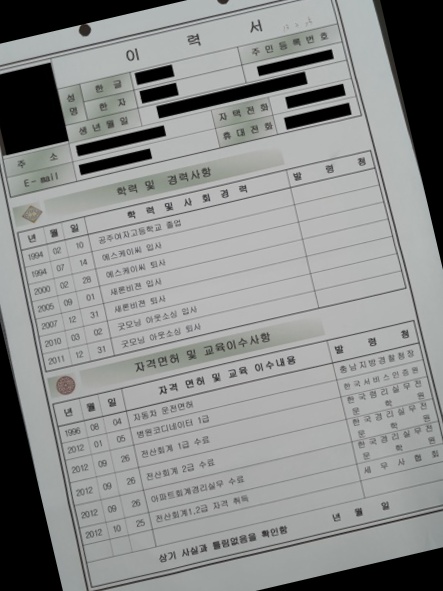 이 력 서
성명 한 글 주 민 등 록 번 호
한 자
생 년 월 일 자 택 전 화
주 소 휴 대 전 화
E- mail
학력 및 경력사항
년 월 일 학 력 및 사 회 경 력 발 령 청
1994 02 10 공주여자고등학교 졸업
1994 07 14 에스케이씨 입사
2000 02 28 에스케이씨 퇴사
2005 09 01 새론비젼 입사
2007 12 31 새론비젼 퇴사
2010 03 02 굿모닝 아웃소싱 입사
2011 12 31 굿모닝 아웃소싱 퇴사
자격면허 및 교육이수사항
년 월 일 자격 면허 및 교육 이수내용 발 령 청
1996 08 04 자동차 운전면허 충남지방경찰청장
2012 01 05 병원코디네이터 1급 한국서비스인증원
2012 09 26 전산회계 1급 수료 한국경리실무전문학원
2012 09 26 전산회계 2급 수료 한국경리실무전문학원
2012 09 26 아파트회계경리실무 수료 한국경리실무전문학원
2012 10 25 전산회계1,2급 자격 취득 세무사협회
상기 사실과 틀림없음을 확인함
년 월 일